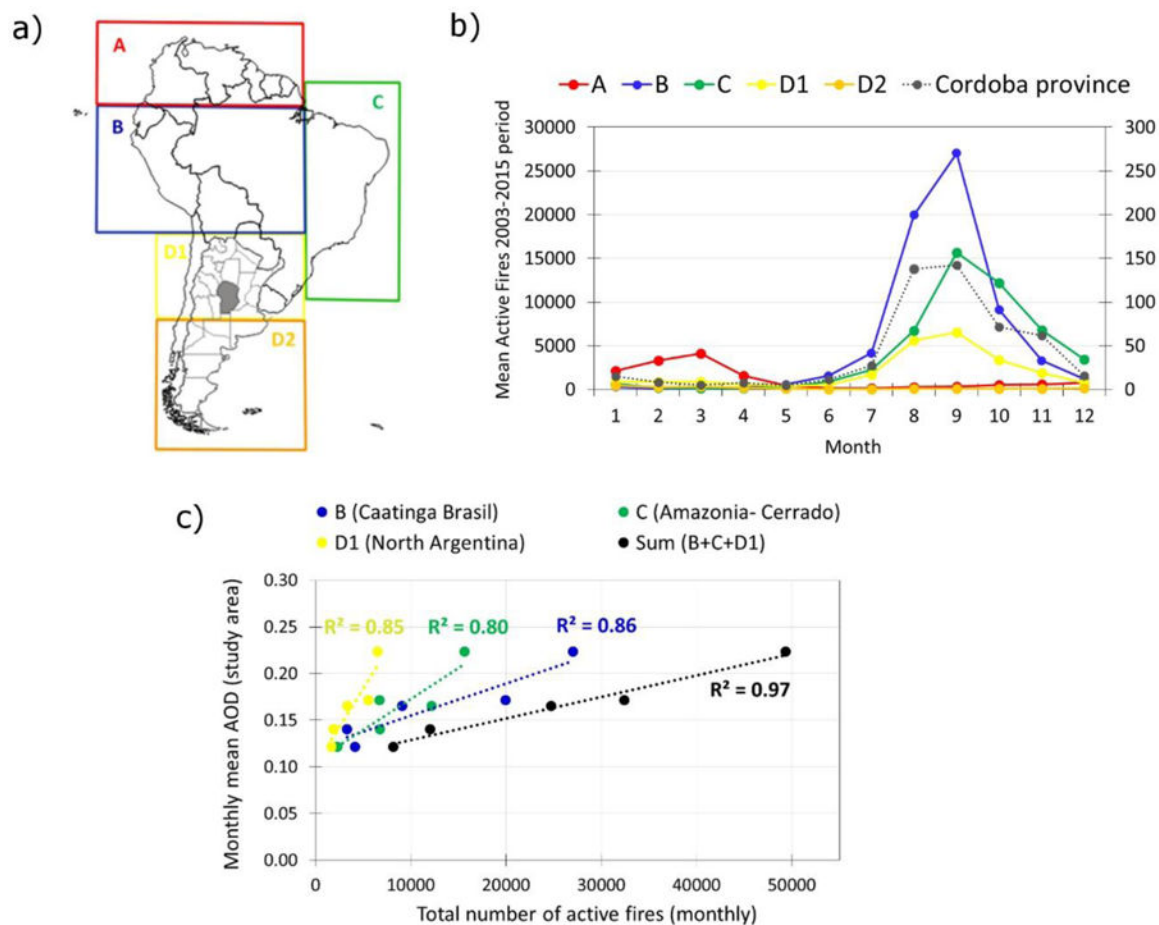 a)
A
B
C
D1
D2
b)
A B C D1 D2 Cordoba province
Mean Active Fires 2003-2015 period
30000
25000
20000
15000
10000
5000
0
300
250
200
150
100
50
0
1 2 3 4 5 6 7 8 9 10 11 12
Month
c)
B (Caatinga Brasil) C (Amazonia- Cerrado)
D1 (North Argentina) Sum (B+C+D1)
Monthly mean AOD (study area)
0.30
0.25
0.20
0.15
0.10
0.05
0.00
R² = 0.85 R² = 0.80 R² = 0.86
R² = 0.97
0 10000 20000 30000 40000 50000
Total number of active fires (monthly)